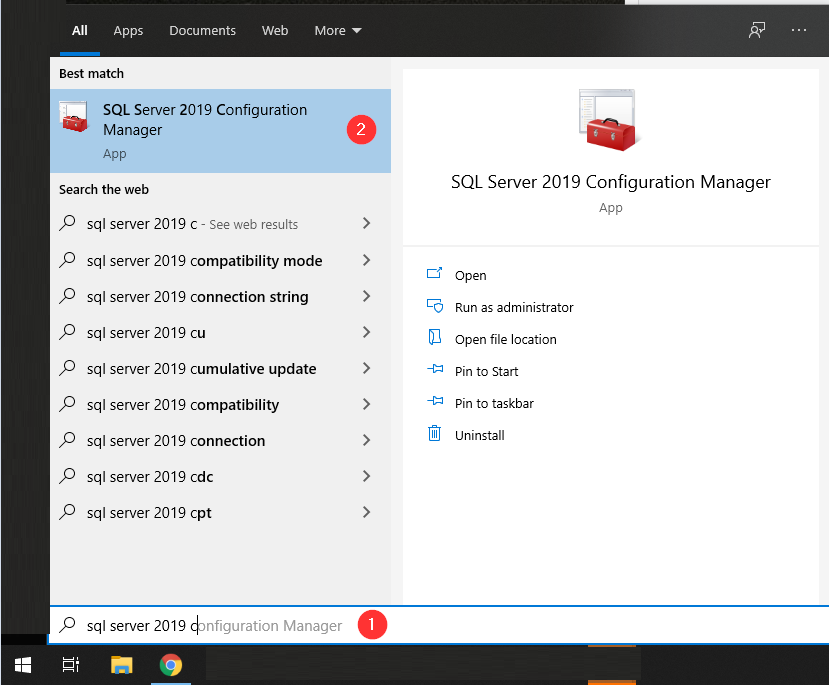 All Apps Documents Web More
Best match
SQL Server 2019 Configuration
Manager
App
2
Search the web
sql server 2019 c - See web results
sql server 2019 compatibility mode
sql server 2019 connection string
sql server 2019 cu
sql server 2019 cumulative update
sql server 2019 compatibility
sql server 2019 connection
sql server 2019 cdc
sql server 2019 cpt
SQL Server 2019 Configuration Manager
App
Open
Run as administrator
Open file location
Pin to Start
Pin to taskbar
Uninstall
sql server 2019 configuration Manager 1